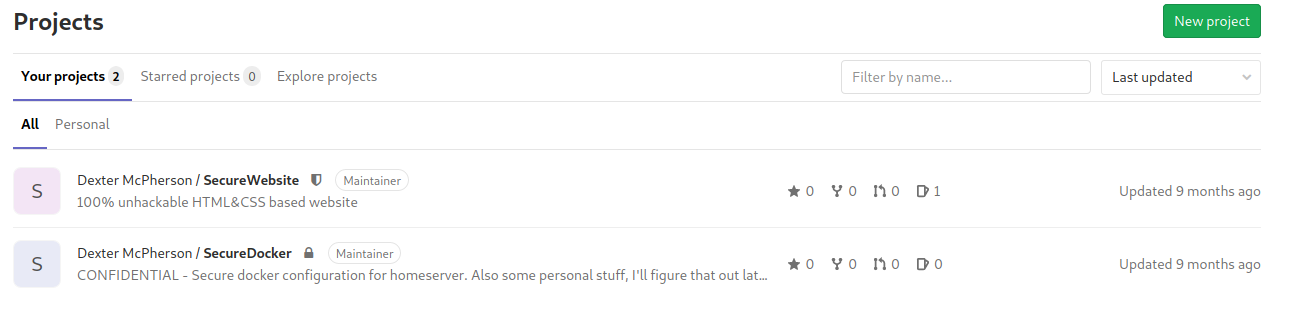 Projects
New project
Your projects 2 Starred projects 0 Explore projects
Filter by name...
Last updated
All Personal
S
Dexter McPherson / SecureWebsite Maintainer
100% unhackable HTML&CSS based website
0 0 0 1
Updated 9 months ago
S
Dexter McPherson / SecureDocker Maintainer
CONFIDENTIAL - Secure docker configuration for homeserver. Also some personal stuff, I'll figure that out lat...
0 0 0 0
Updated 9 months ago